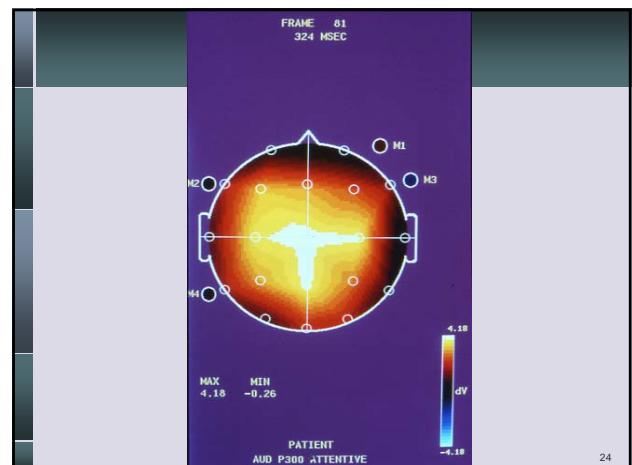 FRAME 81
324 MSEC
M1
M2
M3
M4
4.18
dV
-4.18
MAX MIN
4.18 -0.26
PATIENT
AUD P300 ATTENTIVE
24